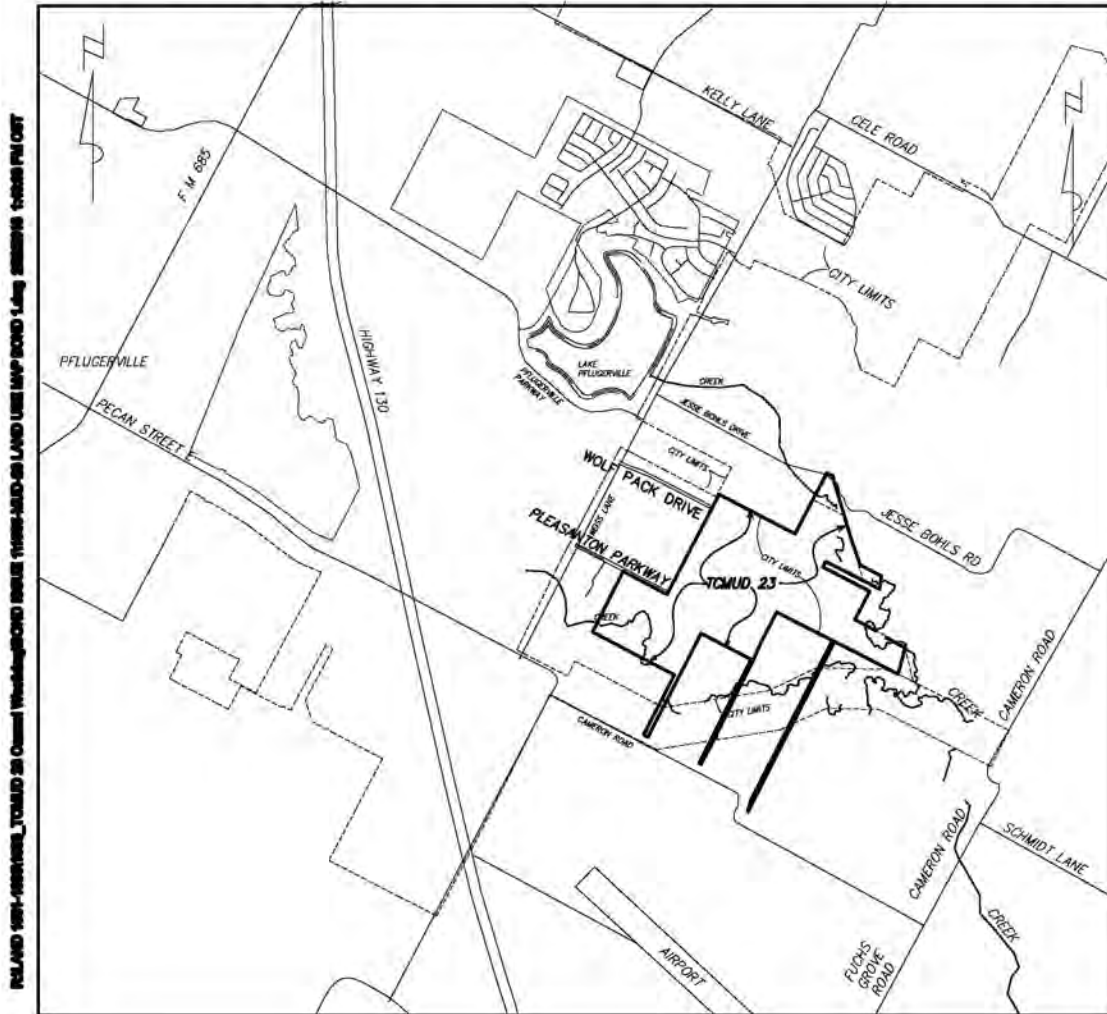 KELLY LANE
CELE ROAD
F M 685
CITY LIMITS
HIGHWAY 130
PFLUGERVILLE
LAKE
PFLUGERVILLE
PFLUGERVILLE
PARKWAY
CREEK
JESSE BOHLS DRIVE
PECAN STREET
CITY LIMITS
WOLF PACK DRIVE
WEISS LANE
PLEASANTON PARKWAY
JESSE BOHLS RD
CITY LIMITS
TCMUD 23
CREEK
CREEK
CAMERON ROAD
CITY LIMITS
CAMERON ROAD
CAMERON ROAD
SCHMIDT LANE
CREEK
AIRPORT
FUCHS
GROVE
ROAD